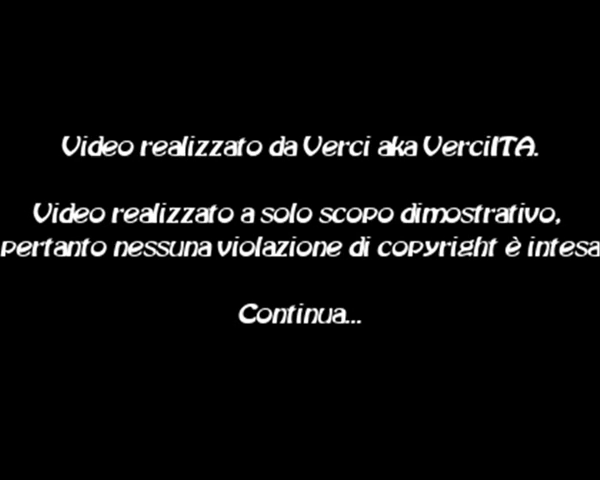 Video realizzato da Verci aka VerciITA.
Video realizzato a solo scopo dimostrativo,
pertanto nessuna violazione di copyright è intesa
Continua...